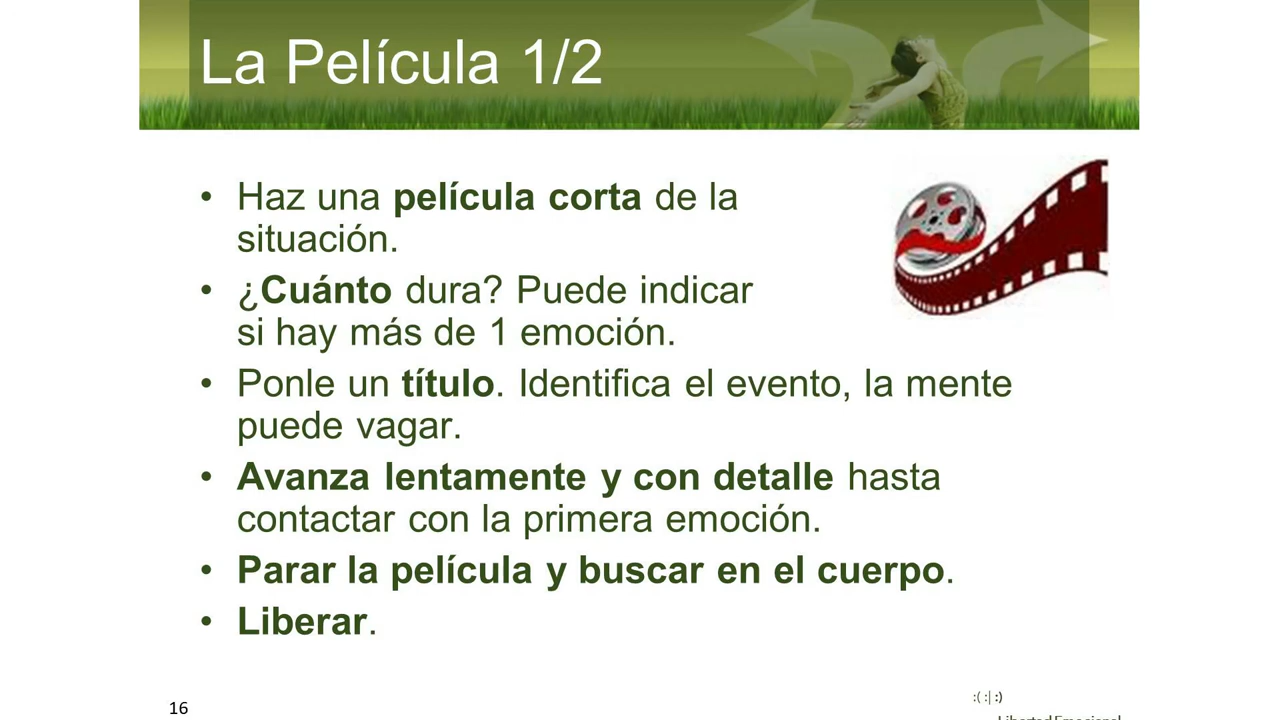 La Película 1/2
• Haz una película corta de la
situación.
• ¿Cuánto dura? Puede indicar
si hay más de 1 emoción.
• Ponle un título. Identifica el evento, la mente
puede vagar.
• Avanza lentamente y con detalle hasta
contactar con la primera emoción.
• Parar la película y buscar en el cuerpo.
• Liberar.
16
:( :| :)
Libertad Emocional